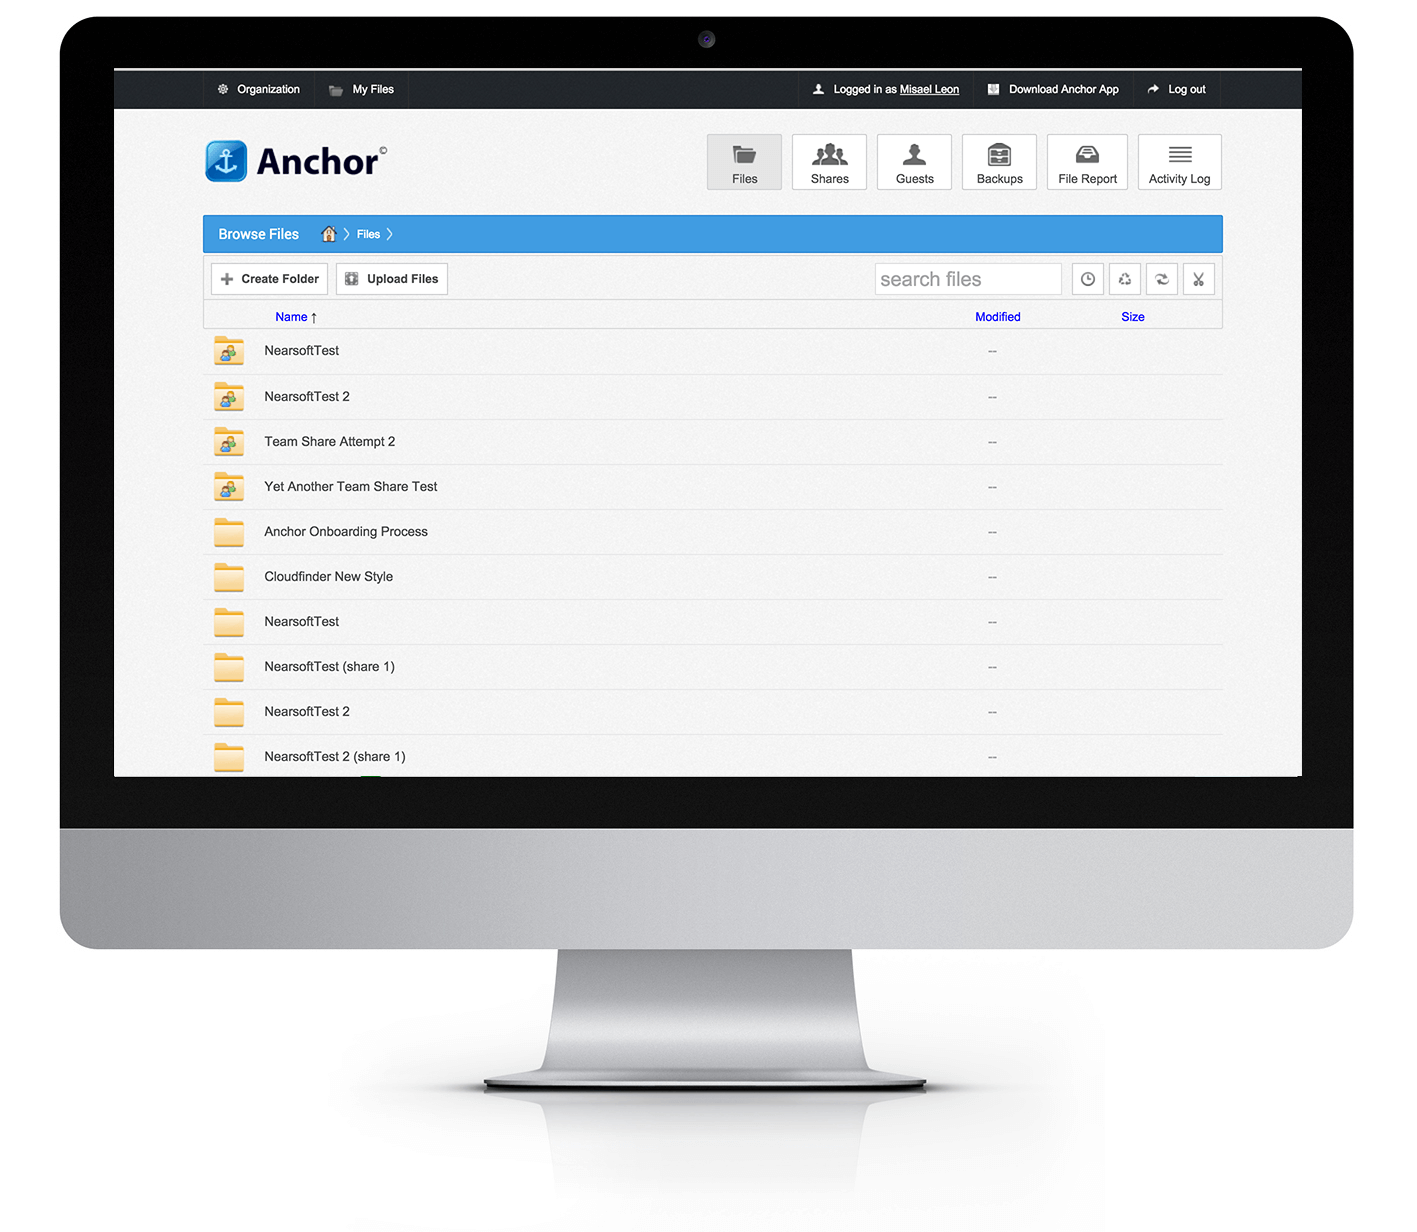 Organization My Files Logged in as Misael Leon Download Anchor App Log out
Anchor©
Files Shares Guests Backups File Report Activity Log
Browse Files Files
Create Folder Upload Files search files
Name ↑ Modified Size
NearsoftTest --
NearsoftTest 2 --
Team Share Attempt 2 --
Yet Another Team Share Test --
Anchor Onboarding Process --
Cloudfinder New Style --
NearsoftTest --
NearsoftTest (share 1) --
NearsoftTest 2 --
NearsoftTest 2 (share 1) --